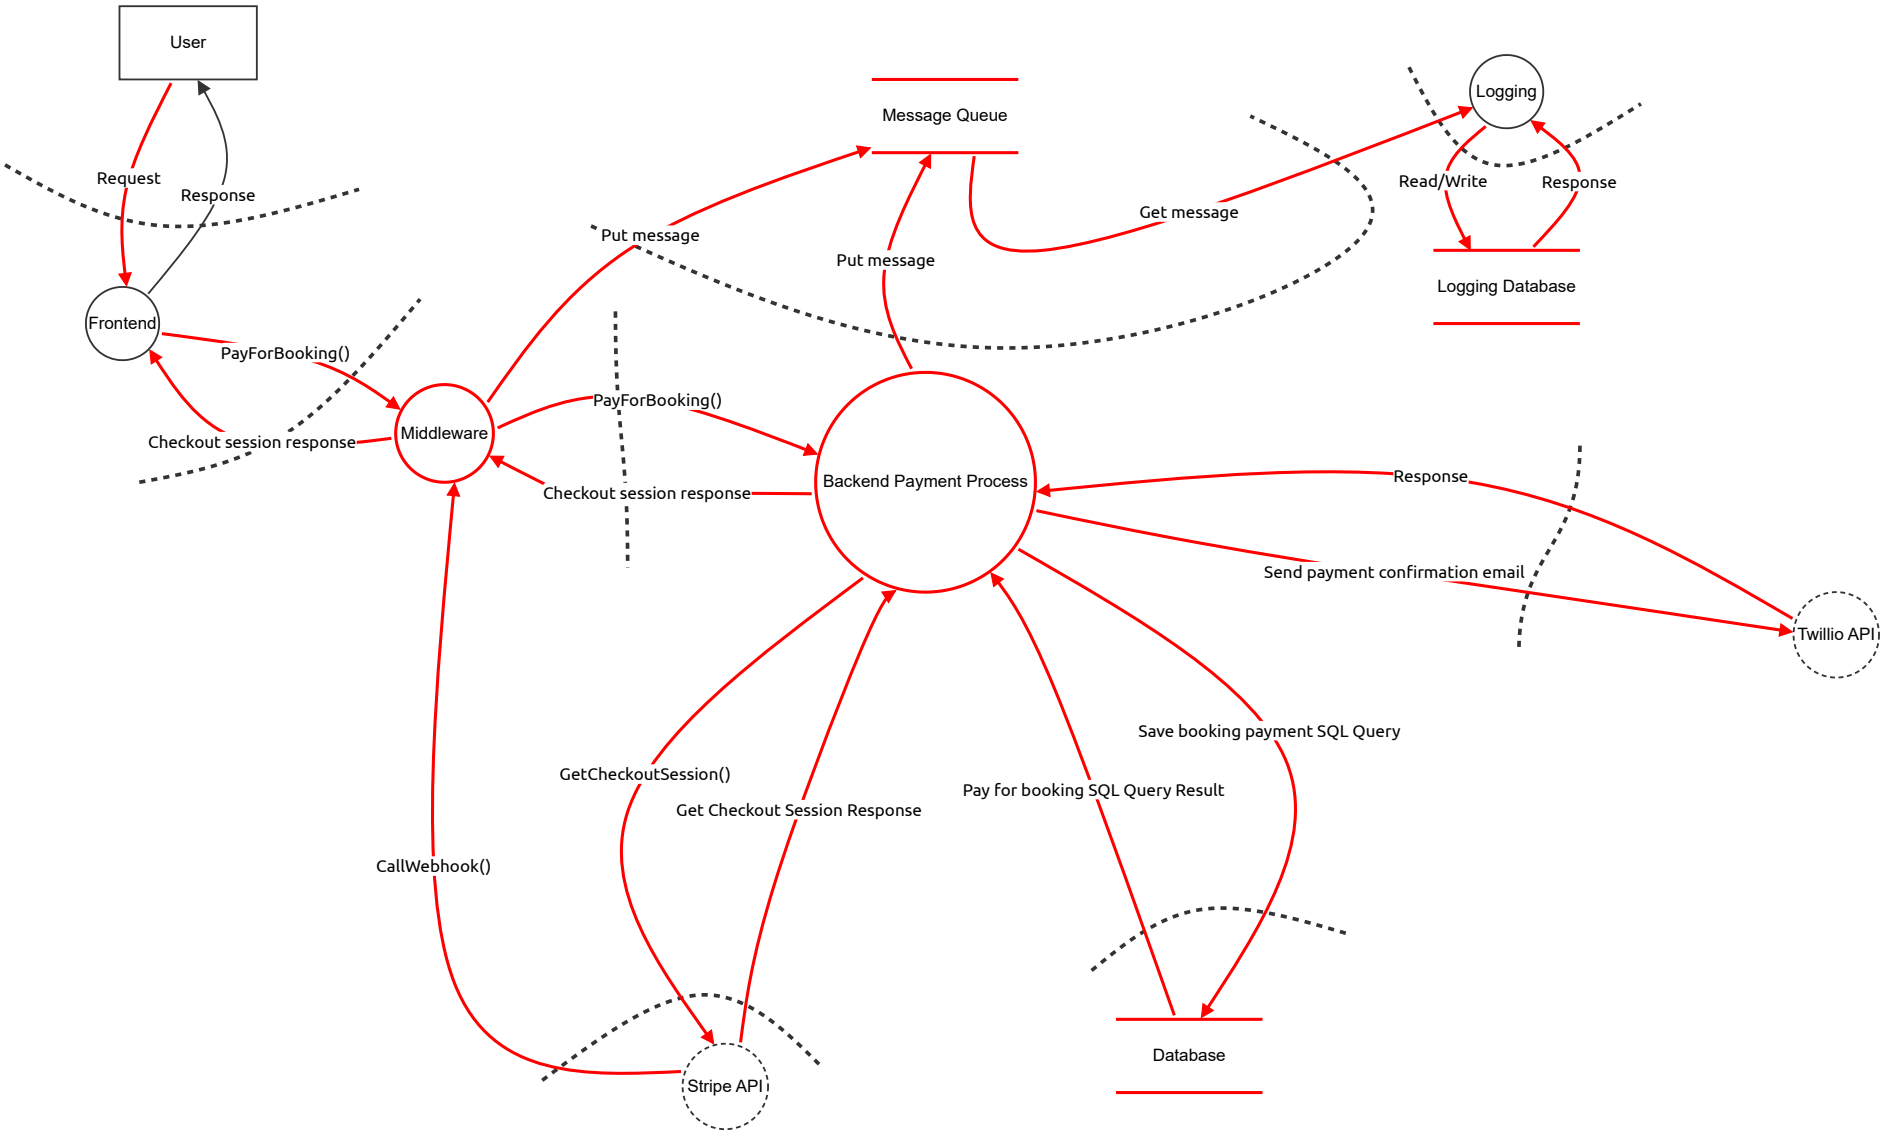 User
Message Queue
Logging
Request
Response
Read/Write
Response
Get message
Put message
Put message
Logging Database
Frontend
PayForBooking()
PayForBooking()
Middleware
Checkout session response
Response
Backend Payment Process
Checkout session response
Send payment confirmation email
Twillio API
Save booking payment SQL Query
GetCheckoutSession()
Pay for booking SQL Query Result
Get Checkout Session Response
CallWebhook()
Database
Stripe API